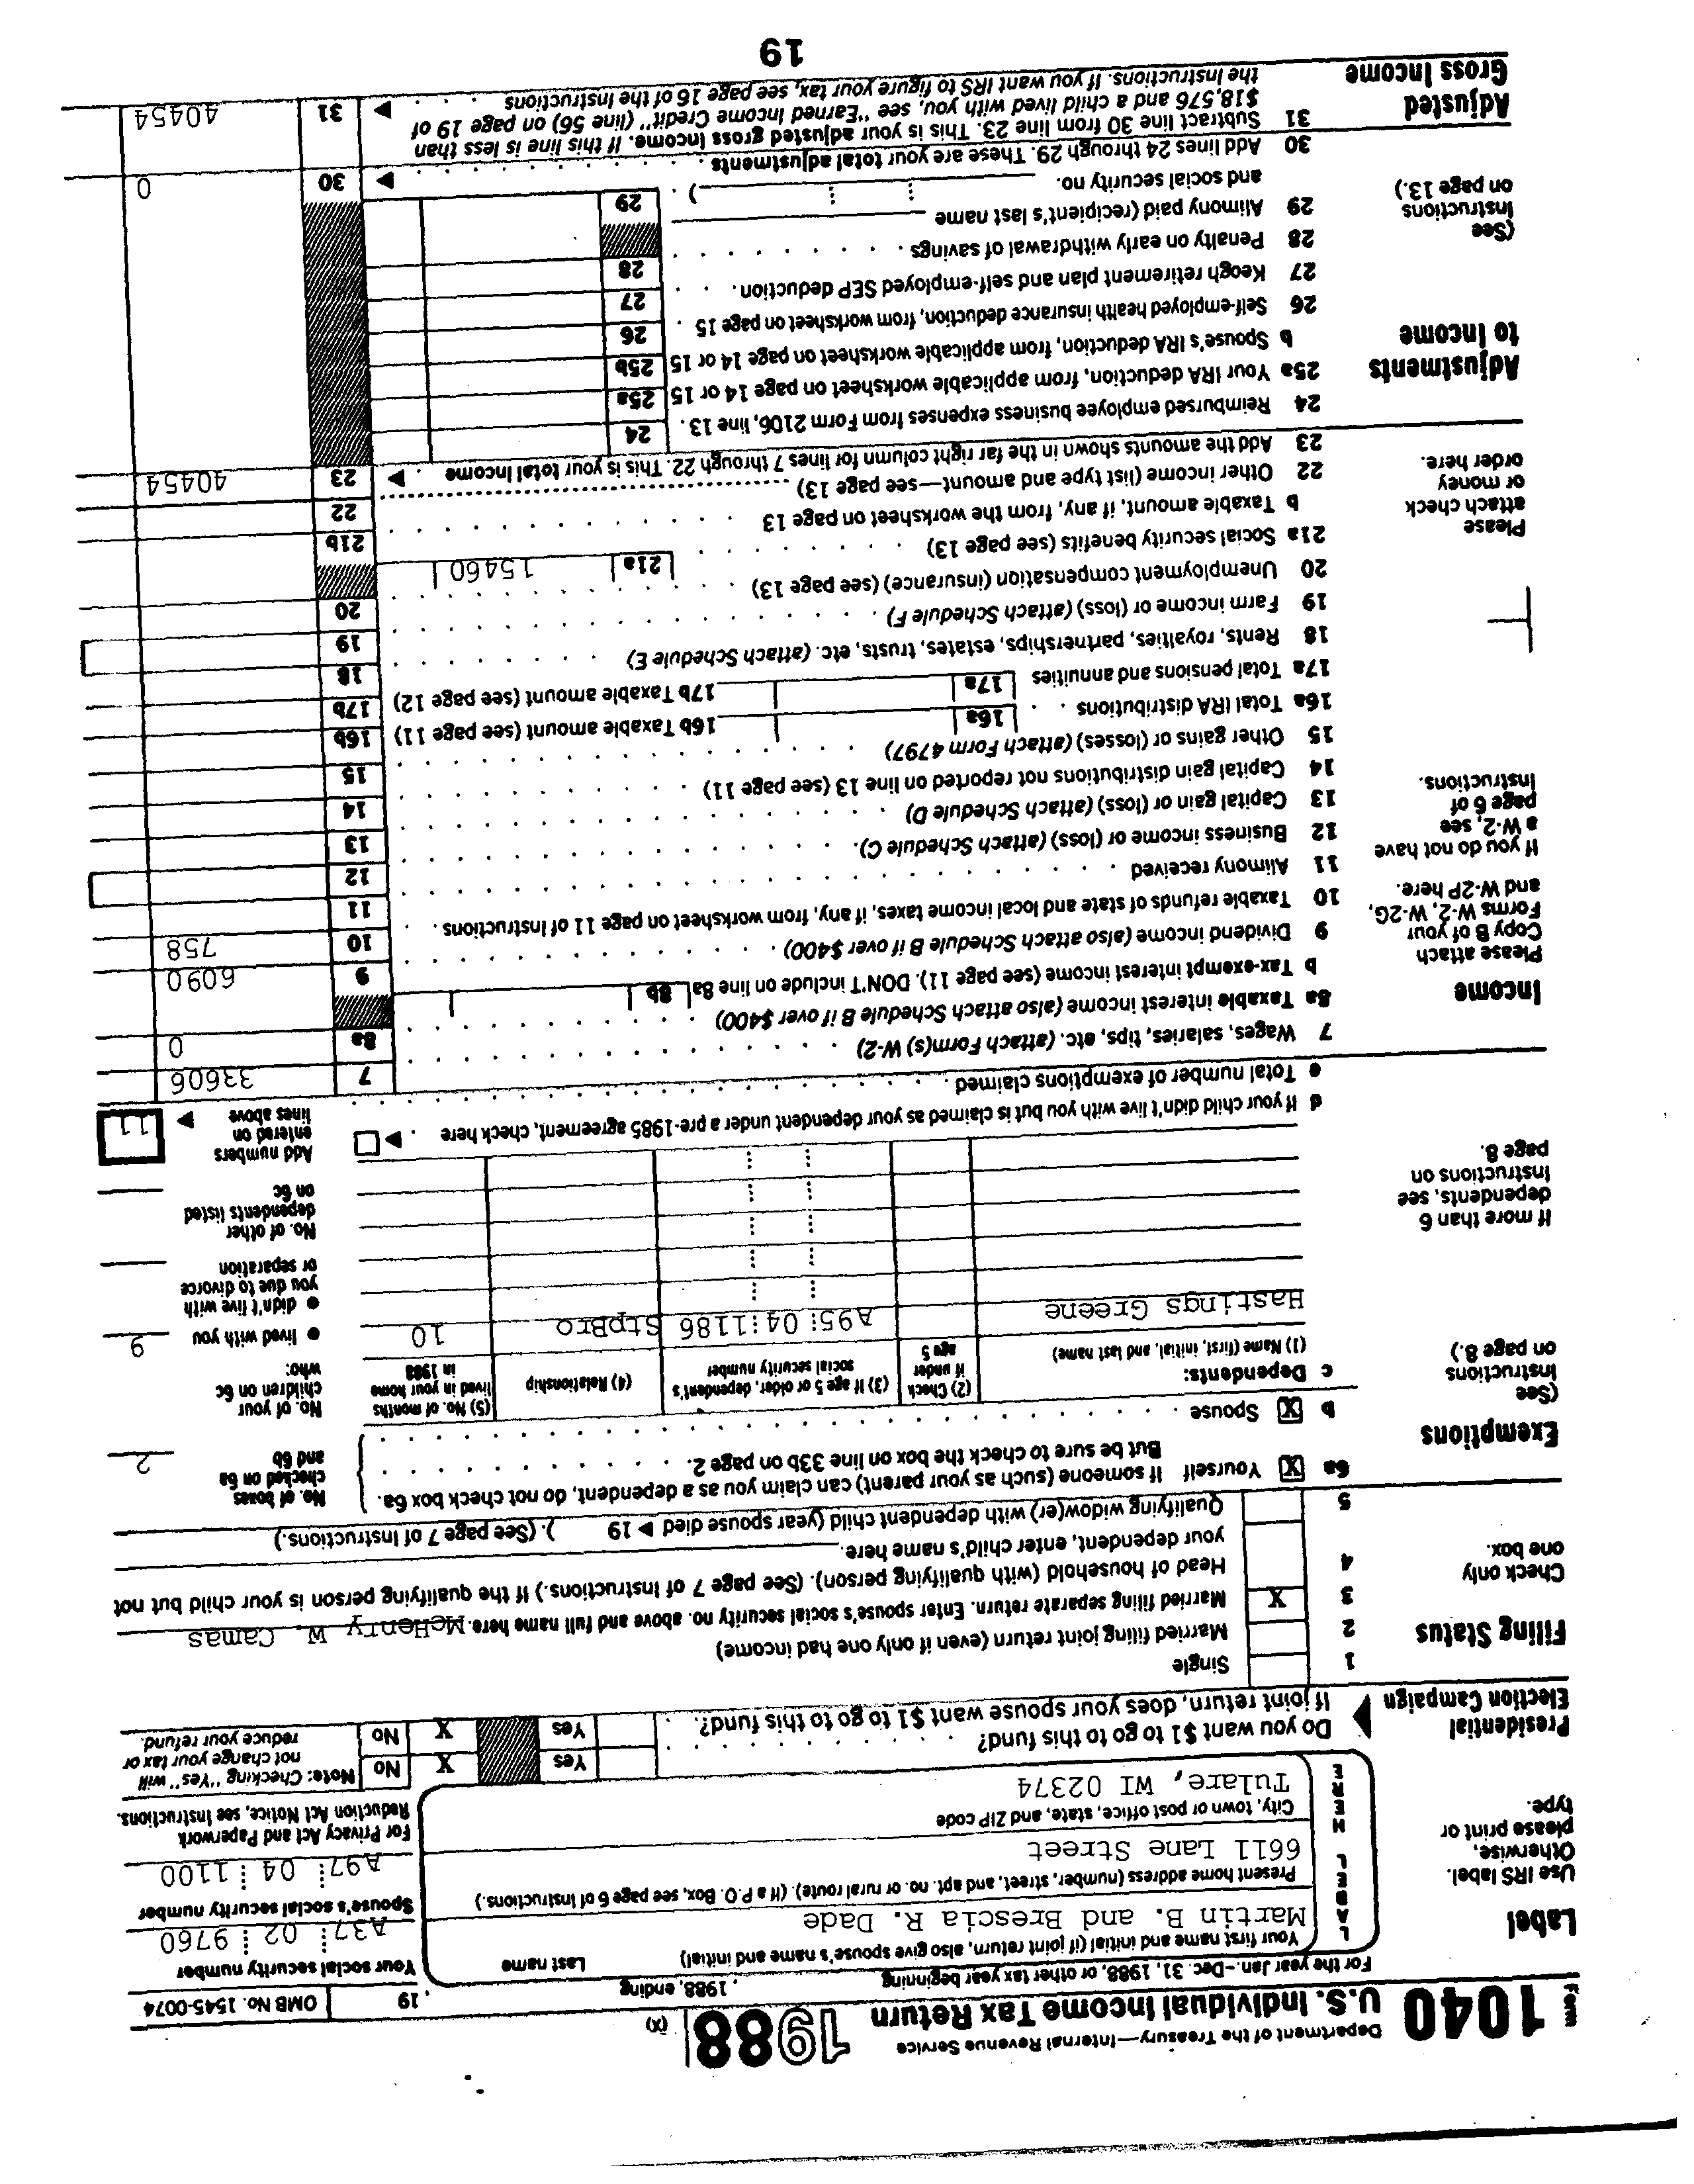 Form 1040 Department of the Treasury—Internal Revenue Service
U.S. Individual Income Tax Return 1988 (X)
For the year Jan.–Dec. 31, 1988, or other tax year beginning , 1988, ending , 19 OMB No. 1545-0074
Label
Use IRS label. Otherwise, please print or type.
LABEL HERE
Your first name and initial (if joint return, also give spouse's name and initial) Last name
Martin B. and Brescia R. Dade
Your social security number
A37 02 9760
Present home address (number, street, and apt. no. or rural route). (If a P.O. Box, see page 6 of Instructions.)
6611 Lane Street
Spouse's social security number
A97 04 1100
City, town or post office, state, and ZIP code
Tulare, WI 02374
For Privacy Act and Paperwork Reduction Act Notice, see Instructions.
Presidential Election Campaign
Do you want $1 to go to this fund? Yes No X
If joint return, does your spouse want $1 to go to this fund? Yes No X
Note: Checking "Yes" will not change your tax or reduce your refund.
Filing Status
Check only one box.
1 Single
2 Married filing joint return (even if only one had income)
3 X Married filing separate return. Enter spouse's social security no. above and full name here. McHenry W. Camas
4 Head of household (with qualifying person). (See page 7 of Instructions.) If the qualifying person is your child but not
your dependent, enter child's name here.
5 Qualifying widow(er) with dependent child (year spouse died ▶ 19 ). (See page 7 of Instructions.)
Exemptions
(See Instructions on page 8.)
6a X Yourself If someone (such as your parent) can claim you as a dependent, do not check box 6a.
But be sure to check the box on line 33b on page 2.
b X Spouse
No. of boxes checked on 6a and 6b 2
c Dependents:
(1) Name (first, initial, and last name)
(2) Check if under age 5
(3) If age 5 or older, dependent's social security number
(4) Relationship
(5) No. of months lived in your home in 1988
Hastings Greene A95 04 1186 StpBro 10
No. of your children on 6c who:
● lived with you 9
● didn't live with you due to divorce or separation
No. of other dependents listed on 6c
If more than 6 dependents, see Instructions on page 8.
d If your child didn't live with you but is claimed as your dependent under a pre-1985 agreement, check here ▶
e Total number of exemptions claimed
Add numbers entered on lines above ▶ 11
Income
Please attach Copy B of your Forms W-2, W-2G, and W-2P here.
If you do not have a W-2, see page 6 of Instructions.
Please attach check or money order here.
7 Wages, salaries, tips, etc. (attach Form(s) W-2) 7 33606
8a Taxable interest income (also attach Schedule B if over $400) 8a 0
b Tax-exempt interest income (see page 11). DON'T include on line 8a 8b
9 Dividend income (also attach Schedule B if over $400) 9 6090
10 Taxable refunds of state and local income taxes, if any, from worksheet on page 11 of Instructions 10 758
11 Alimony received 11
12 Business income or (loss) (attach Schedule C) 12
13 Capital gain or (loss) (attach Schedule D) 13
14 Capital gain distributions not reported on line 13 (see page 11) 14
15 Other gains or (losses) (attach Form 4797) 15
16a Total IRA distributions 16a 16b Taxable amount (see page 11) 16b
17a Total pensions and annuities 17a 17b Taxable amount (see page 12) 17b
18 Rents, royalties, partnerships, estates, trusts, etc. (attach Schedule E) 18
19 Farm income or (loss) (attach Schedule F) 19
20 Unemployment compensation (insurance) (see page 13) 20
21a Social security benefits (see page 13) 21a 15460
b Taxable amount, if any, from the worksheet on page 13 21b
22 Other income (list type and amount—see page 13) 22
23 Add the amounts shown in the far right column for lines 7 through 22. This is your total income ▶ 23 40454
Adjustments to Income
(See Instructions on page 13.)
24 Reimbursed employee business expenses from Form 2106, line 13 24
25a Your IRA deduction, from applicable worksheet on page 14 or 15 25a
b Spouse's IRA deduction, from applicable worksheet on page 14 or 15 25b
26 Self-employed health insurance deduction, from worksheet on page 15 26
27 Keogh retirement plan and self-employed SEP deduction 27
28 Penalty on early withdrawal of savings 28
29 Alimony paid (recipient's last name
and social security no. ) 29
30 Add lines 24 through 29. These are your total adjustments ▶ 30 0
Adjusted Gross Income
31 Subtract line 30 from line 23. This is your adjusted gross income. If this line is less than
$18,576 and a child lived with you, see "Earned Income Credit" (line 56) on page 19 of
the Instructions. If you want IRS to figure your tax, see page 16 of the Instructions ▶ 31 40454
19